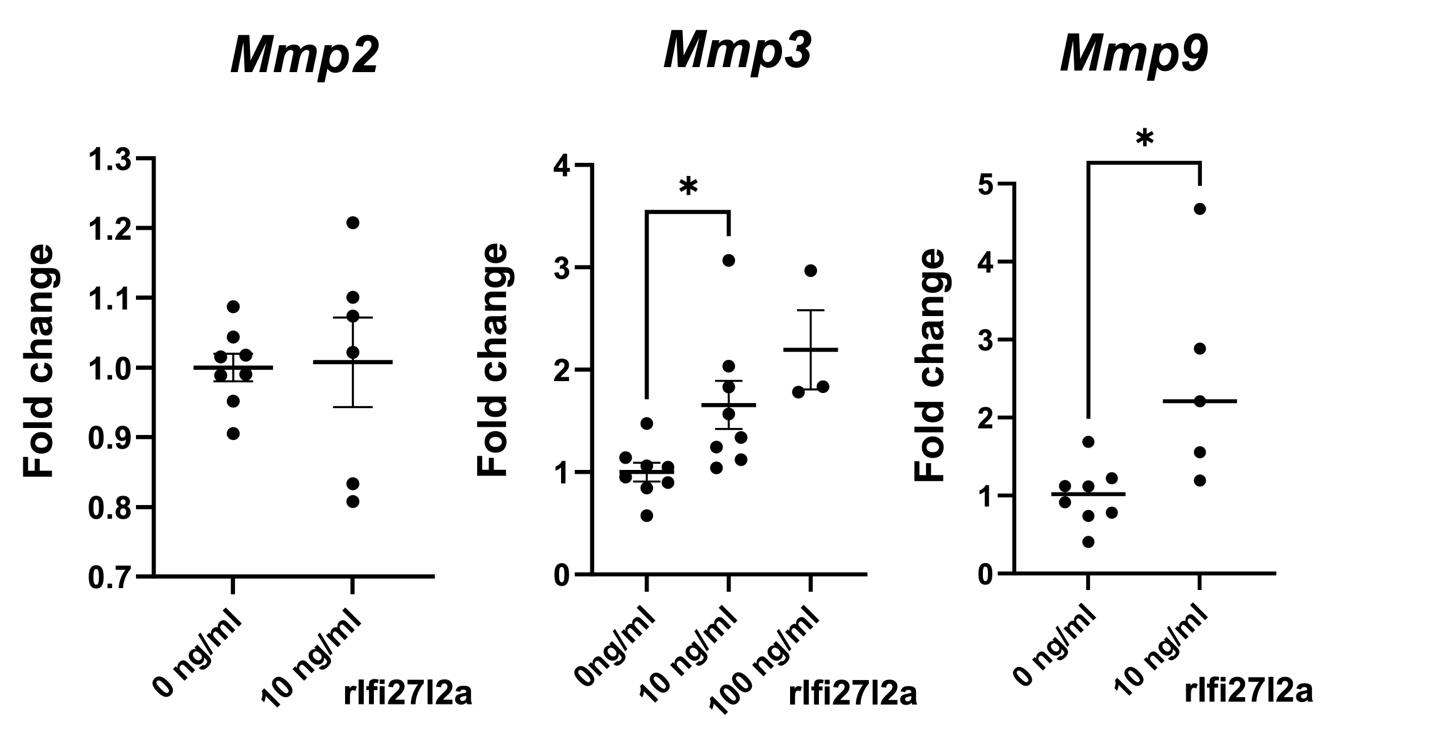 Mmp2
Fold change
1.3
1.2
1.1
1.0
0.9
0.8
0.7
0 ng/ml
10 ng/ml
rIfi27l2a
Mmp3
Fold change
4
*
3
2
1
0
0ng/ml
10 ng/ml
100 ng/ml
rIfi27l2a
Mmp9
Fold change
*
5
4
3
2
1
0
0 ng/ml
10 ng/ml
rIfi27l2a